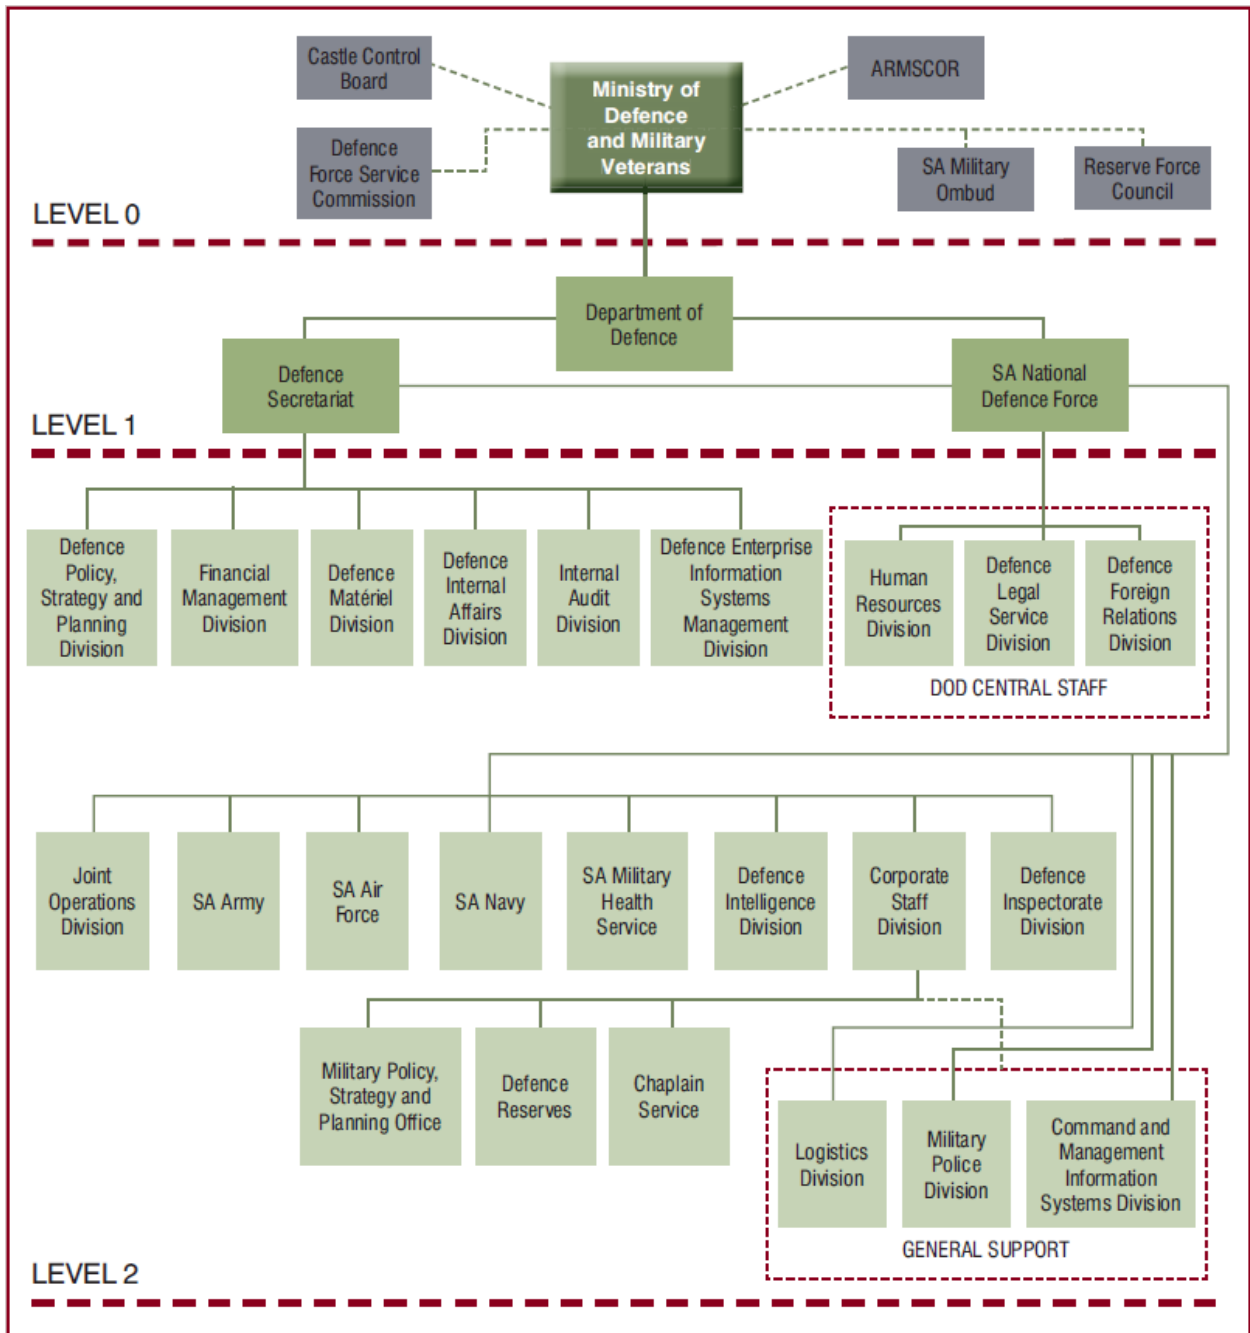 Castle Control
Board
Ministry of
Defence
and Military
Veterans
ARMSCOR
Defence
Force Service
Commission
SA Military
Ombud
Reserve Force
Council
LEVEL 0
Department of
Defence
Defence
Secretariat
SA National
Defence Force
LEVEL 1
Defence
Policy,
Strategy and
Planning
Division
Financial
Management
Division
Defence
Matériel
Division
Defence
Internal
Affairs
Division
Internal
Audit
Division
Defence Enterprise
Information
Systems
Management
Division
Human
Resources
Division
Defence
Legal
Service
Division
Defence
Foreign
Relations
Division
DOD CENTRAL STAFF
Joint
Operations
Division
SA Army
SA Air
Force
SA Navy
SA Military
Health
Service
Defence
Intelligence
Division
Corporate
Staff
Division
Defence
Inspectorate
Division
Military Policy,
Strategy and
Planning Office
Defence
Reserves
Chaplain
Service
Logistics
Division
Military
Police
Division
Command and
Management
Information
Systems Division
GENERAL SUPPORT
LEVEL 2